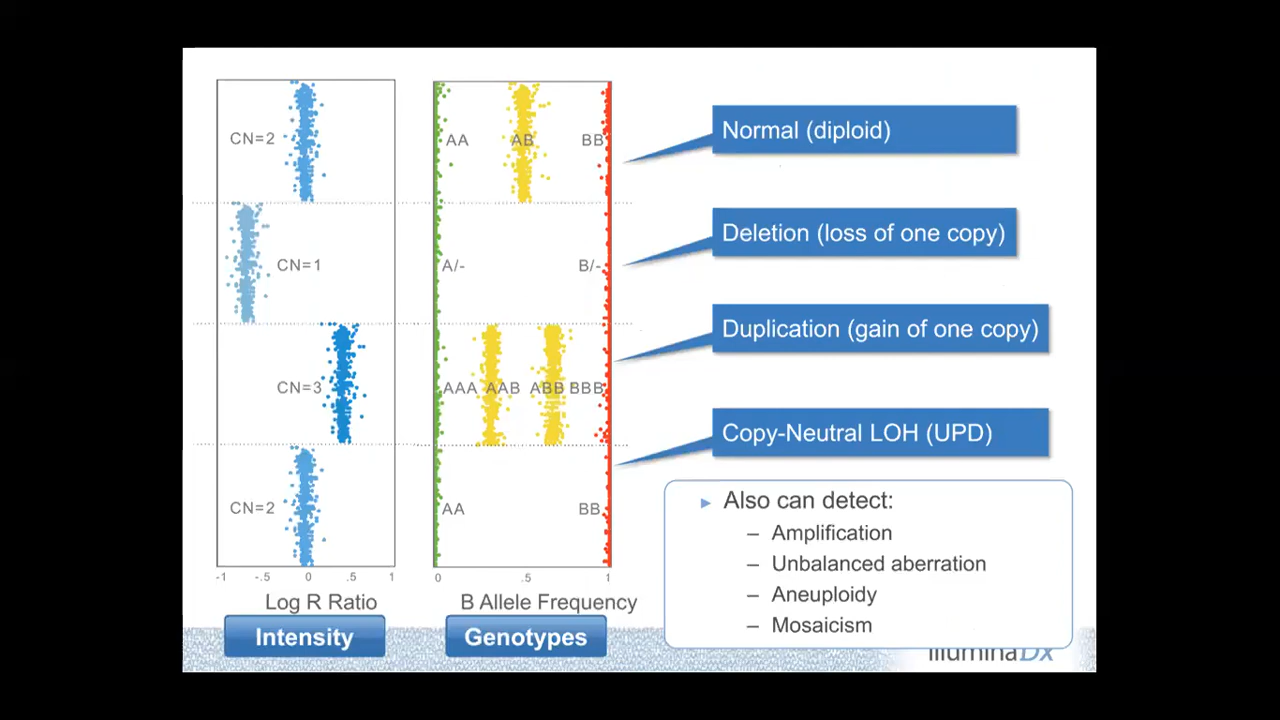 CN=2
AA AB BB
Normal (diploid)
CN=1
A/- B/-
Deletion (loss of one copy)
CN=3
AAA AAB ABB BBB
Duplication (gain of one copy)
CN=2
AA BB
Copy-Neutral LOH (UPD)
-1 -.5 0 .5 1
0 .5 1
Log R Ratio
B Allele Frequency
Intensity
Genotypes
Also can detect:
– Amplification
– Unbalanced aberration
– Aneuploidy
– Mosaicism
illuminaDx